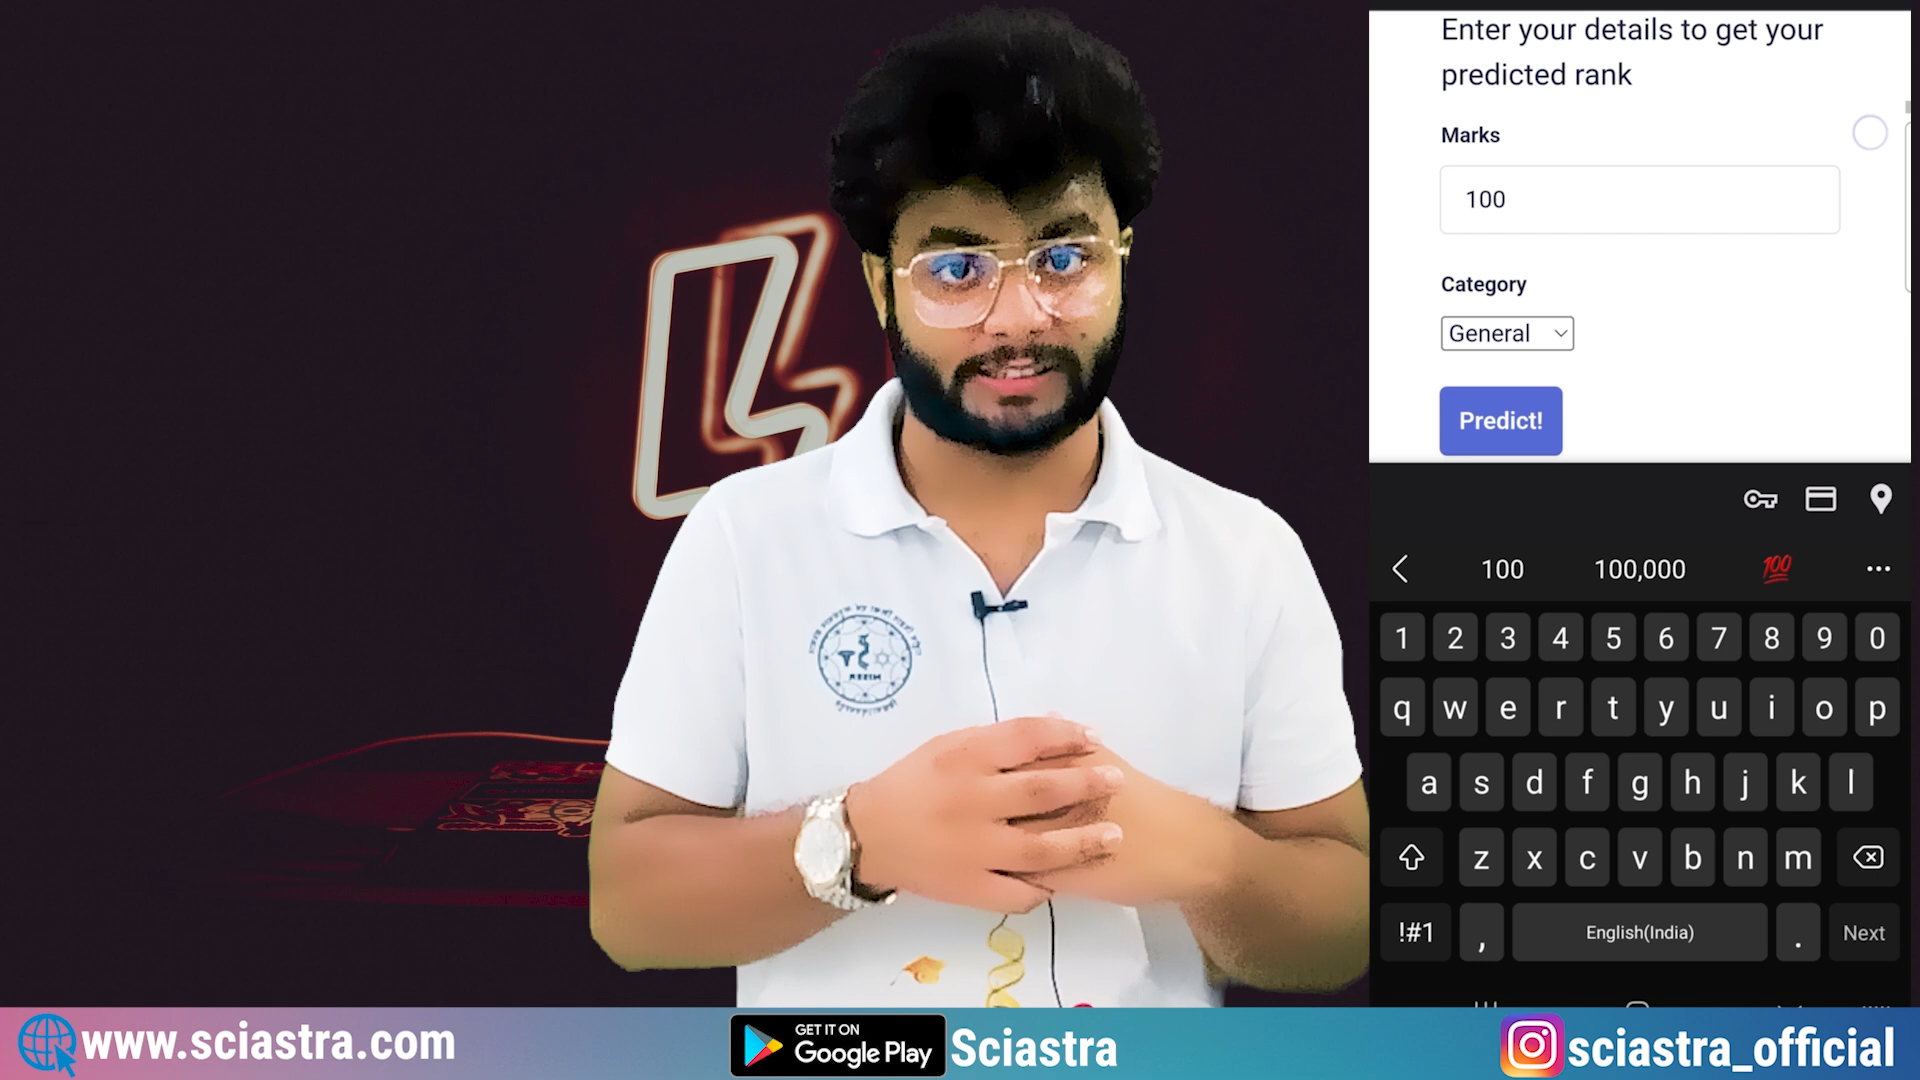 Enter your details to get your
predicted rank
Marks
100
Category
General
Predict!
100 100,000 💯 ...
1 2 3 4 5 6 7 8 9 0
q w e r t y u i o p
a s d f g h j k l
z x c v b n m
!#1 , English(India) . Next
www.sciastra.com
GET IT ON
Google Play
Sciastra
sciastra_official